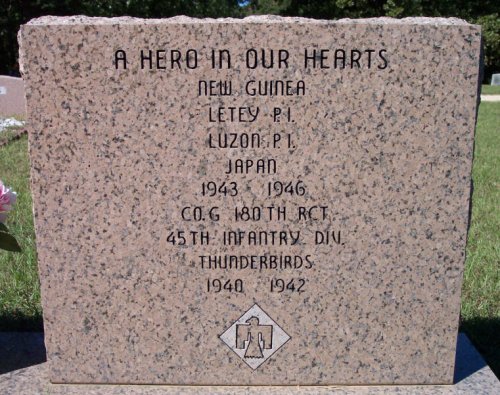 A HERO IN OUR HEARTS
NEW GUINEA
LETEY P.I.
LUZON P.I.
JAPAN
1943 1946
CO.G 180TH RCT
45TH INFANTRY DIV.
THUNDERBIRDS
1940 1942